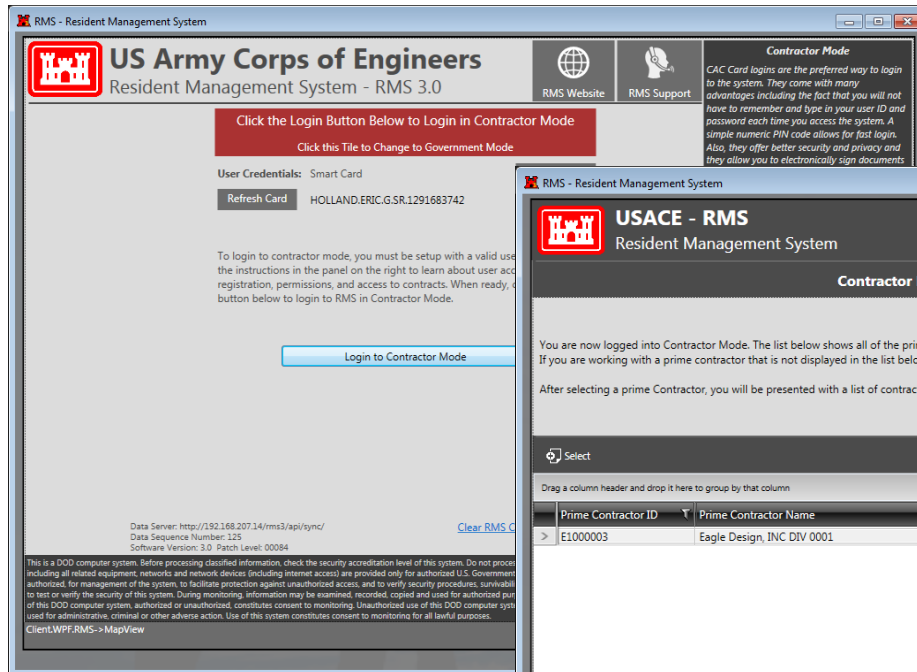 RMS - Resident Management System
US Army Corps of Engineers
Resident Management System - RMS 3.0
RMS Website
RMS Support
Contractor Mode
CAC Card logins are the preferred way to login
to the system. They come with many
advantages including the fact that you will not
have to remember and type in your user ID and
password each time you access the system. A
simple numeric PIN code allows for fast login.
Also, they offer better security and privacy and
they allow you to electronically sign documents
Click the Login Button Below to Login in Contractor Mode
Click this Tile to Change to Government Mode
User Credentials: Smart Card
Refresh Card
HOLLAND.ERIC.G.SR.1291683742
To login to contractor mode, you must be setup with a valid use
the instructions in the panel on the right to learn about user acc
registration, permissions, and access to contracts. When ready, c
button below to login to RMS in Contractor Mode.
Login to Contractor Mode
Data Server: http://192.168.207.14/rms3/api/sync/
Data Sequence Number: 125
Software Version: 3.0 Patch Level: 00084
Clear RMS C
This is a DOD computer system. Before processing classified information, check the security accreditation level of this system. Do not proces
including all related equipment, networks and network devices (including internet access) are provided only for authorized U.S. Government
authorized, for management of the system, to facilitate protection against unauthorized access, and to verify security procedures, survivabili
to test or verify the security of this system. During monitoring, information may be examined, recorded, copied and used for authorized pur
of this DOD computer system, authorized or unauthorized, constitutes consent to monitoring. Unauthorized use of this DOD computer syst
used for administrative, criminal or other adverse action. Use of this system constitutes consent to monitoring for all lawful purposes.
Client.WPF.RMS->MapView
RMS - Resident Management System
USACE - RMS
Resident Management System
Contractor
You are now logged into Contractor Mode. The list below shows all of the pri
If you are working with a prime contractor that is not displayed in the list belo
After selecting a prime Contractor, you will be presented with a list of contrac
Select
Drag a column header and drop it here to group by that column
Prime Contractor ID Prime Contractor Name
> E1000003 Eagle Design, INC DIV 0001